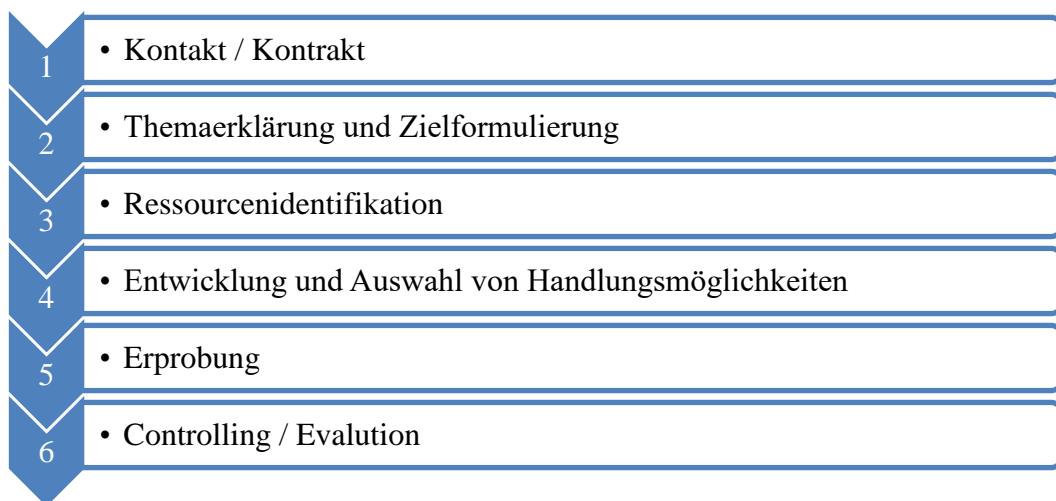 1
• Kontakt / Kontrakt
2
• Themaerklärung und Zielformulierung
3
• Ressourcenidentifikation
4
• Entwicklung und Auswahl von Handlungsmöglichkeiten
5
• Erprobung
6
• Controlling / Evalution